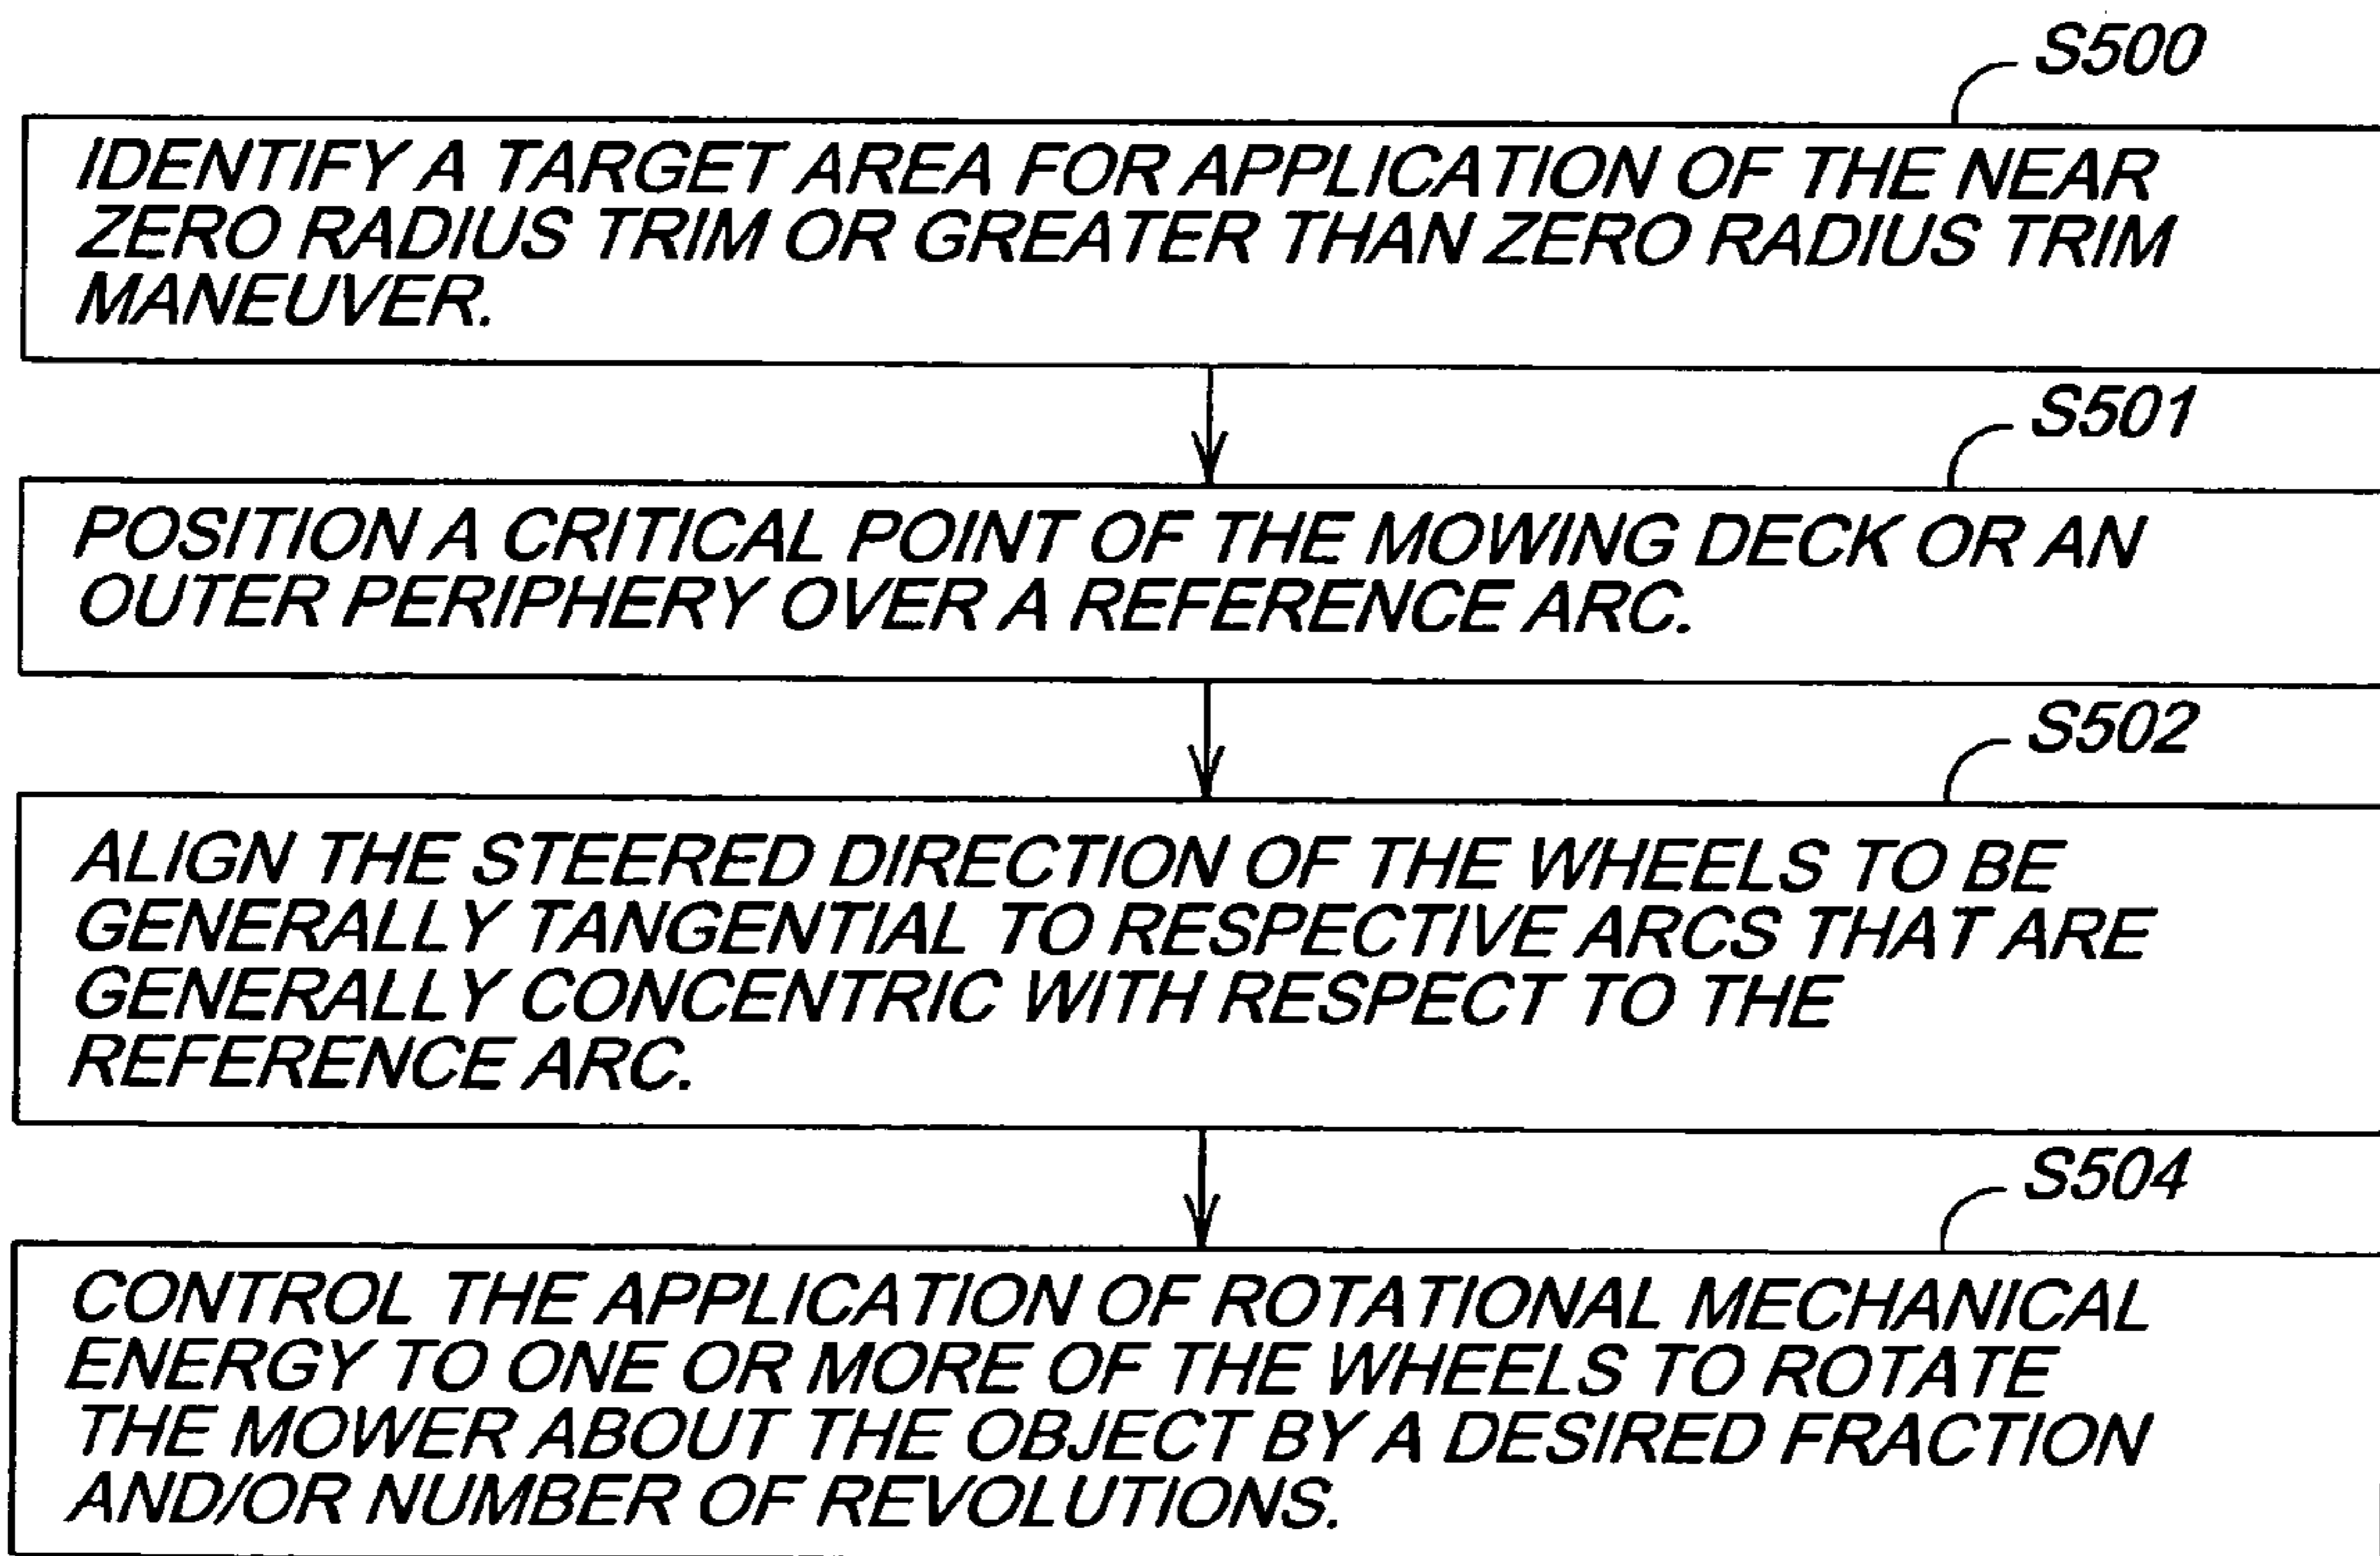 S500
IDENTIFY A TARGET AREA FOR APPLICATION OF THE NEAR
ZERO RADIUS TRIM OR GREATER THAN ZERO RADIUS TRIM
MANEUVER.
S501
POSITION A CRITICAL POINT OF THE MOWING DECK OR AN
OUTER PERIPHERY OVER A REFERENCE ARC.
S502
ALIGN THE STEERED DIRECTION OF THE WHEELS TO BE
GENERALLY TANGENTIAL TO RESPECTIVE ARCS THAT ARE
GENERALLY CONCENTRIC WITH RESPECT TO THE
REFERENCE ARC.
S504
CONTROL THE APPLICATION OF ROTATIONAL MECHANICAL
ENERGY TO ONE OR MORE OF THE WHEELS TO ROTATE
THE MOWER ABOUT THE OBJECT BY A DESIRED FRACTION
AND/OR NUMBER OF REVOLUTIONS.